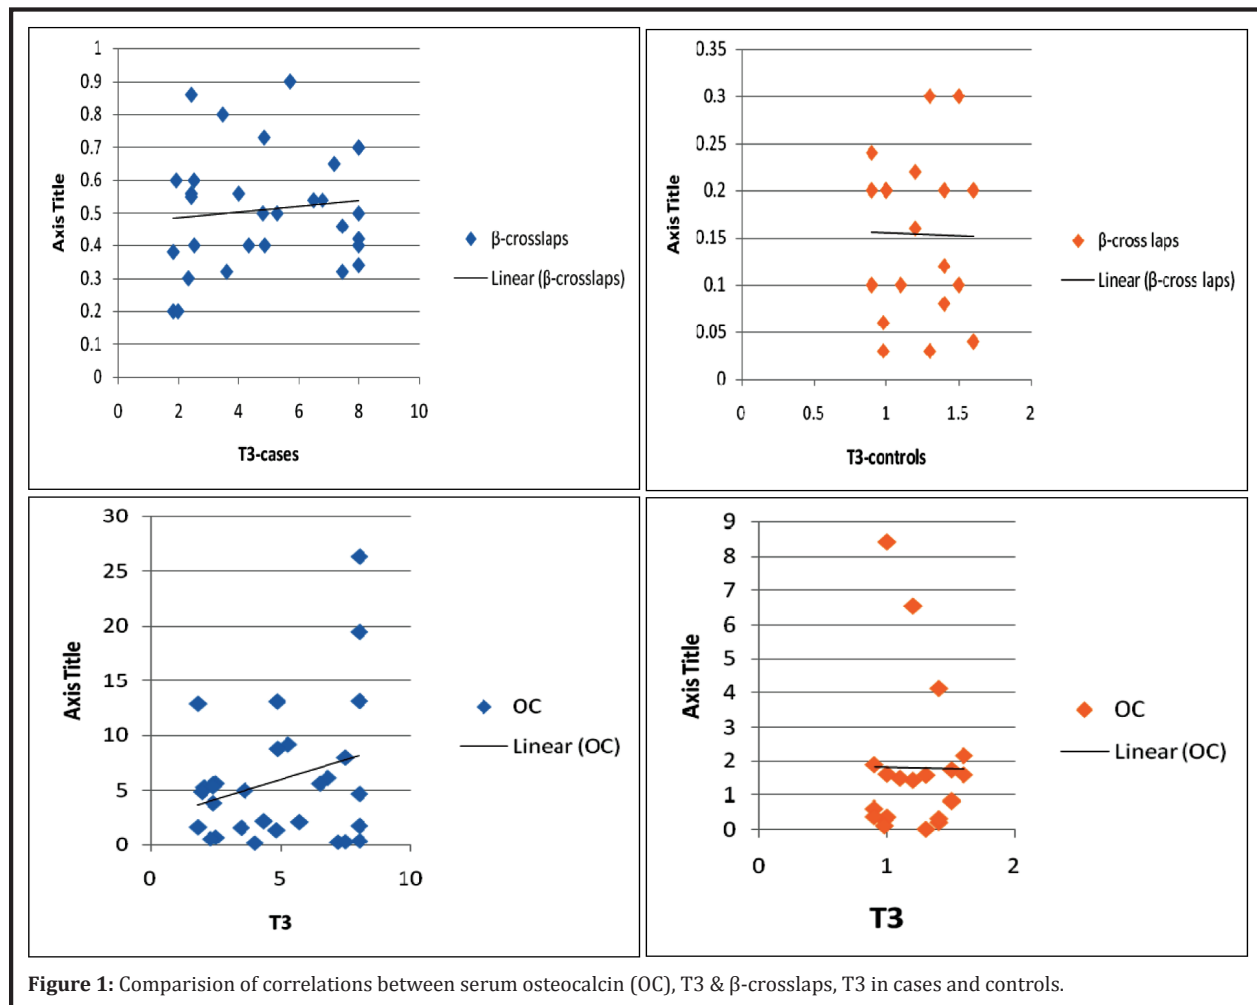 1
0.9
0.8
0.7
0.6
0.5
0.4
0.3
0.2
0.1
0
Axis Title
0 2 4 6 8 10
T3-cases
β-crosslaps
Linear (β-crosslaps)
0.35
0.3
0.25
0.2
0.15
0.1
0.05
0
Axis Title
0 0.5 1 1.5 2
T3-controls
β-cross laps
Linear (β-cross laps)
30
25
20
15
10
5
0
Axis Title
0 5 10
T3
OC
Linear (OC)
9
8
7
6
5
4
3
2
1
0
Axis Title
0 1 2
T3
OC
Linear (OC)
Figure 1: Comparision of correlations between serum osteocalcin (OC), T3 & β-crosslaps, T3 in cases and controls.